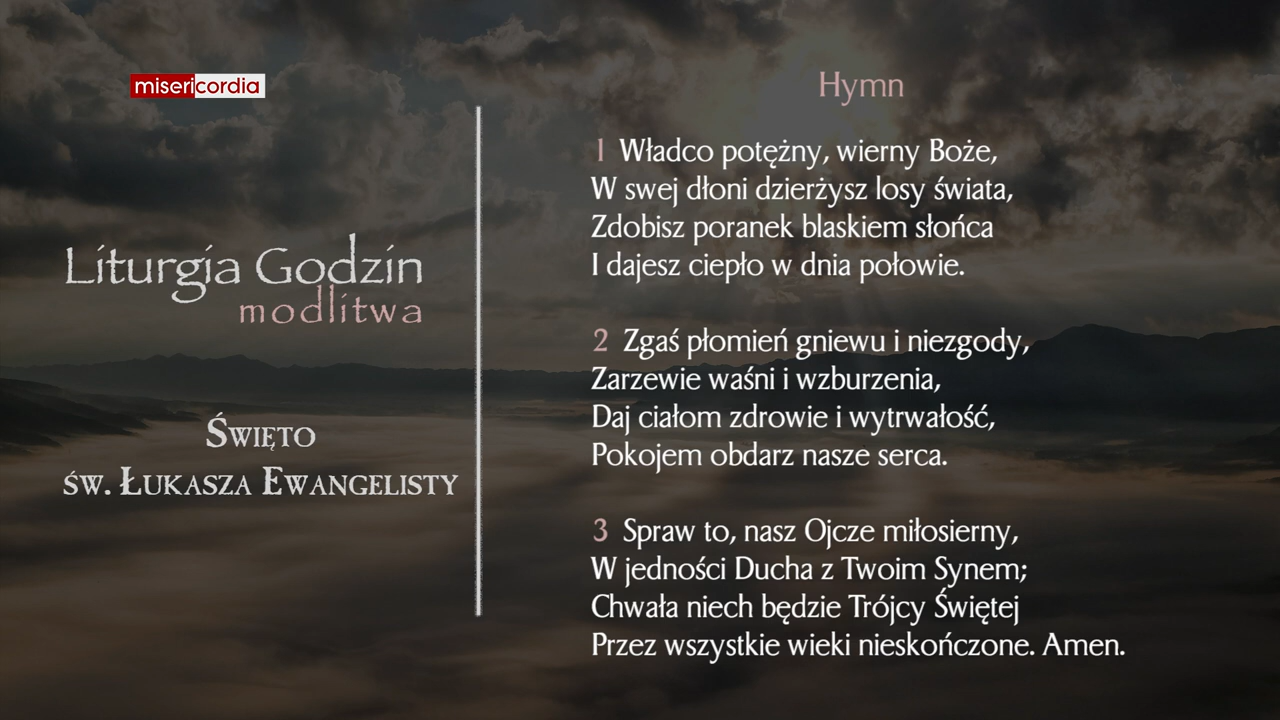 misericordia
Liturgia Godzin
modlitwa
Święto
św. Łukasza Ewangelisty
Hymn
1 Władco potężny, wierny Boże,
W swej dłoni dzierżysz losy świata,
Zdobisz poranek blaskiem słońca
I dajesz ciepło w dnia połowie.
2 Zgaś płomień gniewu i niezgody,
Zarzewie waśni i wzburzenia,
Daj ciałom zdrowie i wytrwałość,
Pokojem obdarz nasze serca.
3 Spraw to, nasz Ojcze miłosierny,
W jedności Ducha z Twoim Synem;
Chwała niech będzie Trójcy Świętej
Przez wszystkie wieki nieskończone. Amen.